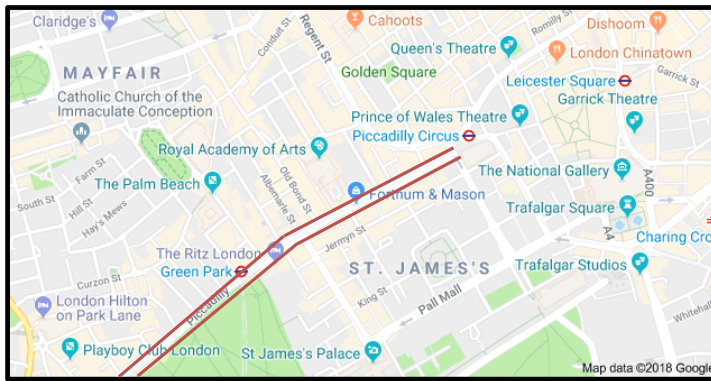 Claridge's
Conduit St
Regent St
Cahoots
Romilly St
Dishoom
Queen's Theatre
London Chinatown
MAYFAIR
Golden Square
Leicester Square
Garrick St
Catholic Church of the
Immaculate Conception
Prince of Wales Theatre
Garrick Theatre
Piccadilly Circus
Royal Academy of Arts
Farm St
The Palm Beach
Old Bond St
Albemarle St
Fortnum & Mason
The National Gallery
A400
South St
Hill St
Hay's Mews
Trafalgar Square
A4
Jermyn St
Charing Cro
The Ritz London
Green Park
ST. JAMES'S
Trafalgar Studios
Curzon St
Piccadilly
King St
Pall Mall
London Hilton
on Park Lane
Whitehall
Playboy Club London
St James's Palace
Map data ©2018 Google